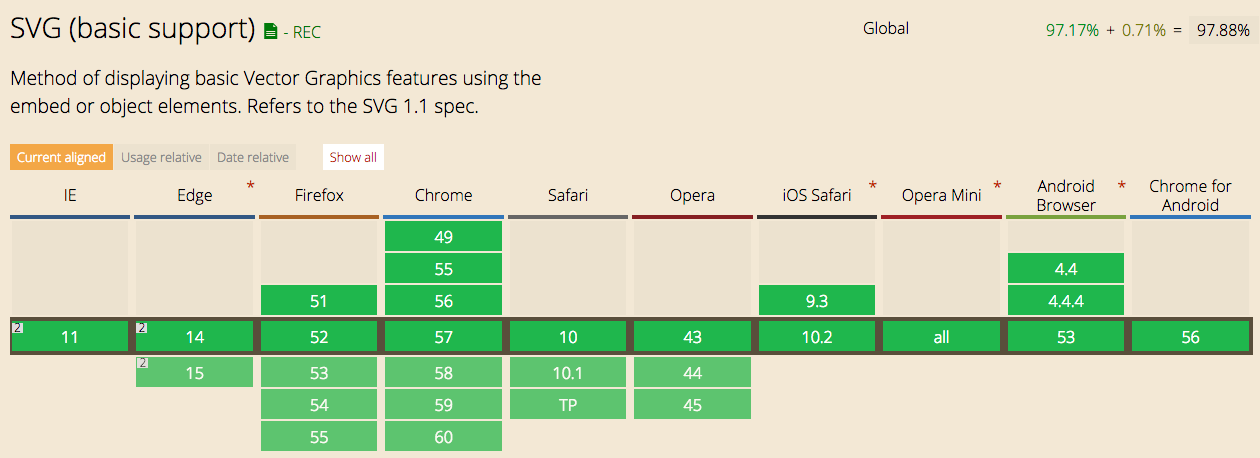 SVG (basic support) - REC
Global 97.17% + 0.71% = 97.88%
Method of displaying basic Vector Graphics features using the
embed or object elements. Refers to the SVG 1.1 spec.
Current aligned Usage relative Date relative Show all
IE Edge * Firefox Chrome Safari Opera iOS Safari * Opera Mini * Android Browser * Chrome for Android
49
55 4.4
51 56 9.3 4.4.4
2 11 2 14 52 57 10 43 10.2 all 53 56
2 15 53 58 10.1 44
54 59 TP 45
55 60